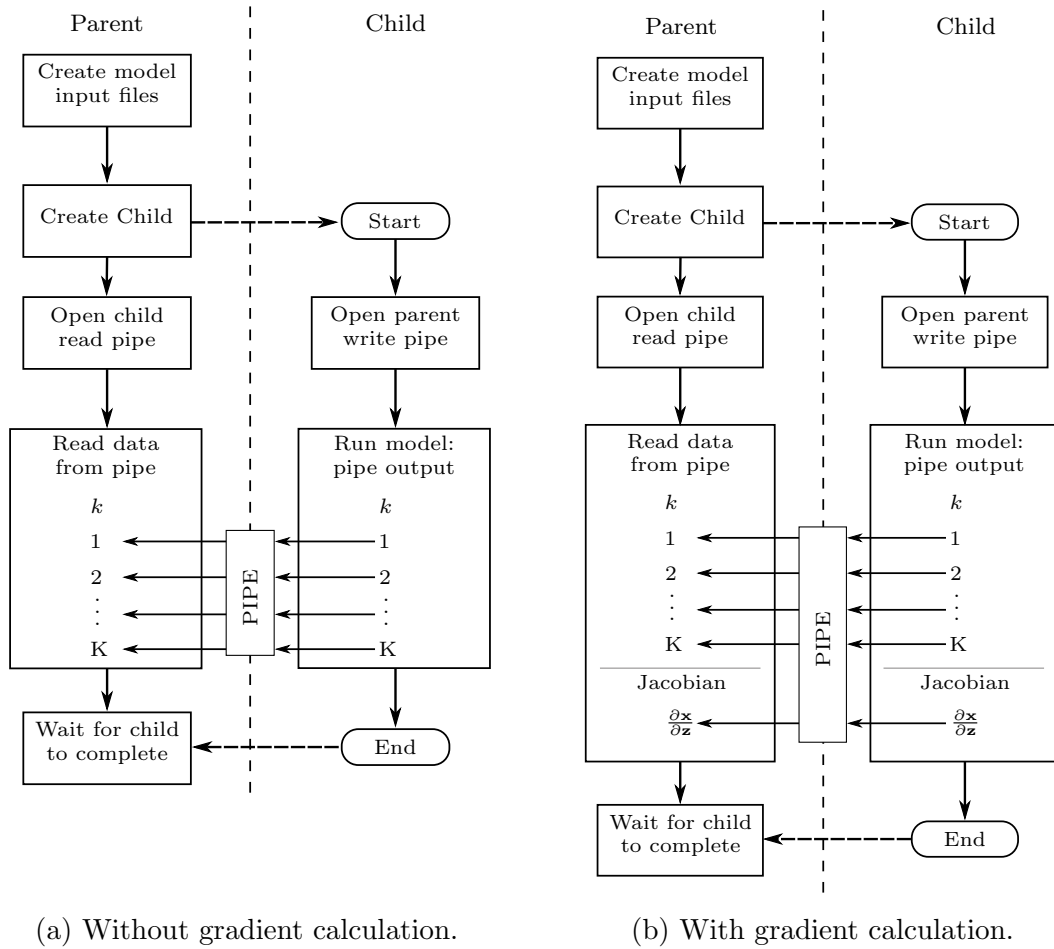 Parent
Child
Create model
input files
Create Child
Start
Open child
read pipe
Open parent
write pipe
Read data
from pipe
Run model:
pipe output
k
k
1
1
2
2
⋮
⋮
K
K
PIPE
Wait for child
to complete
End
(a) Without gradient calculation.
Parent
Child
Create model
input files
Create Child
Start
Open child
read pipe
Open parent
write pipe
Read data
from pipe
Run model:
pipe output
k
k
1
1
2
2
⋮
⋮
K
K
PIPE
Jacobian
Jacobian
∂x/∂z
∂x/∂z
Wait for child
to complete
End
(b) With gradient calculation.